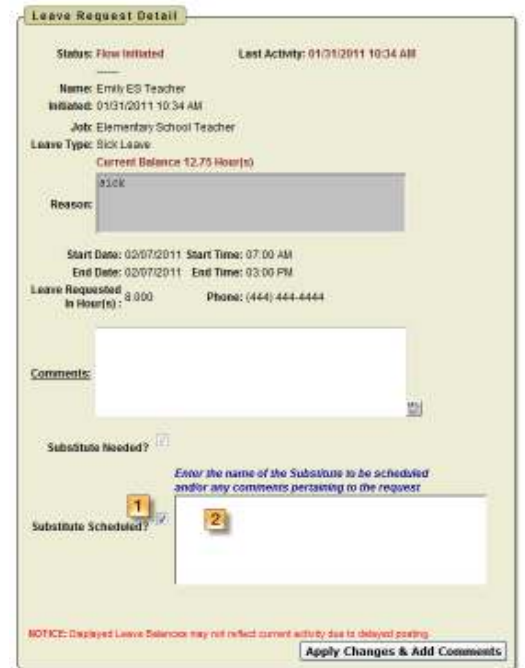 Leave Request Detail
Status: Flow Initiated Last Activity: 01/31/2011 10:34 AM
Name: Emily ES Teacher
Initiated: 01/31/2011 10:34 AM
Job: Elementary School Teacher
Leave Type: Sick Leave
Current Balance 12.75 Hour(s)
Reason: sick
Start Date: 02/07/2011 Start Time: 07:00 AM
End Date: 02/07/2011 End Time: 03:00 PM
Leave Requested
In Hour(s) : 8.000 Phone: (444) 444-4444
Comments:
Substitute Needed?
Enter the name of the Substitute to be scheduled
and/or any comments pertaining to the request
1
Substitute Scheduled? 2
NOTICE: Displayed Leave Balances may not reflect current activity due to delayed posting.
Apply Changes & Add Comments